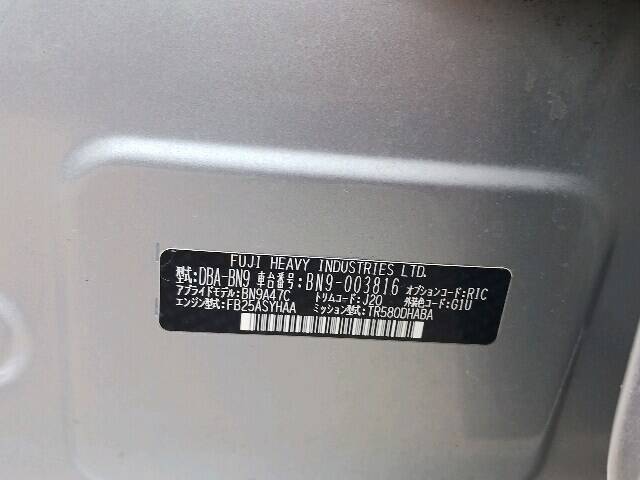 FUJI HEAVY INDUSTRIES LTD.
型式:DBA-BN9 車台番号:BN9-003816 オプションコード:R1C
アプライドモデル:BN9A47C トリムコード:J20 外装色コード:G1U
エンジン型式:FB25ASYHAA ミッション型式:TR580DHABA